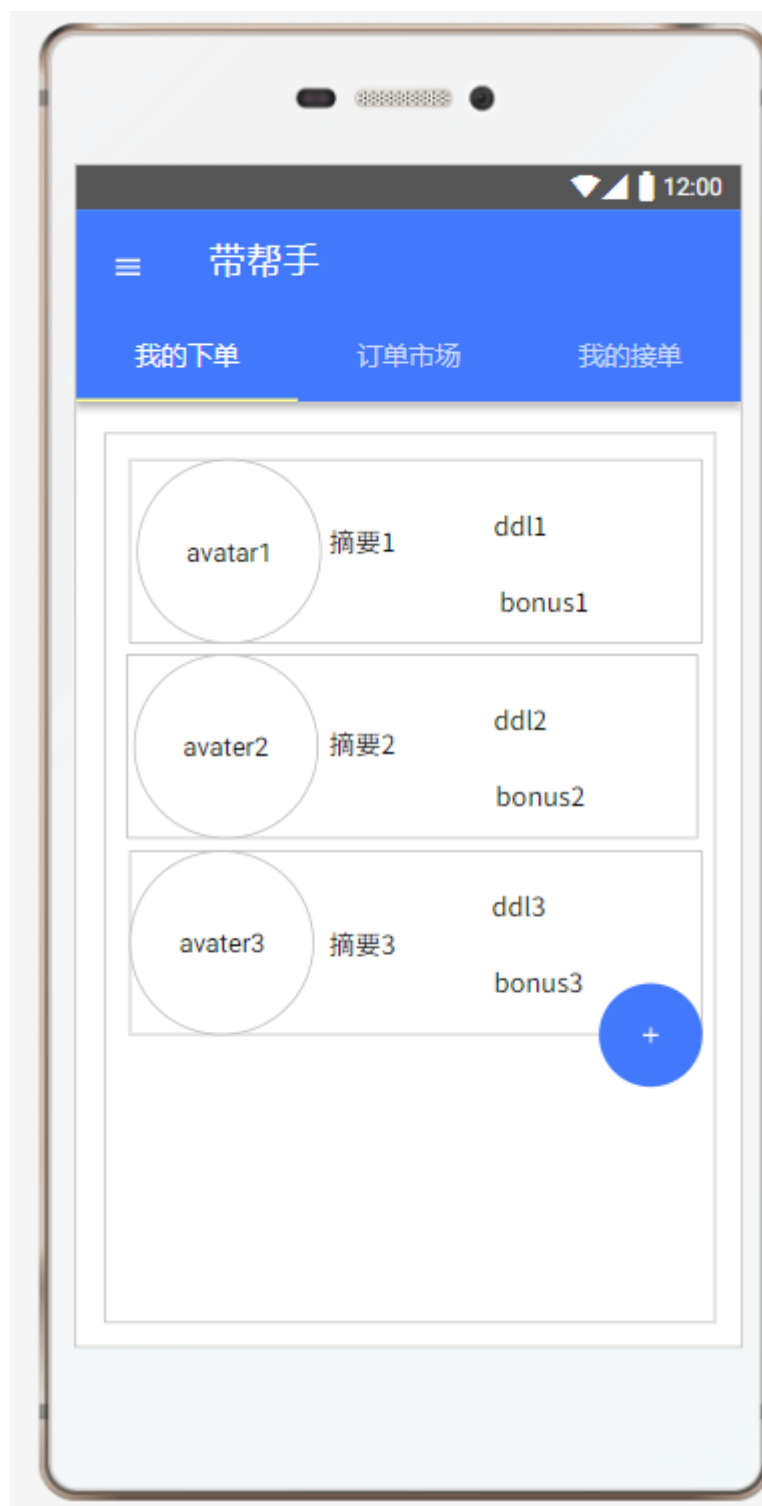 12:00
带帮手
我的下单 订单市场 我的接单
avatar1 摘要1 ddl1
bonus1
avater2 摘要2 ddl2
bonus2
avater3 摘要3 ddl3
bonus3
+